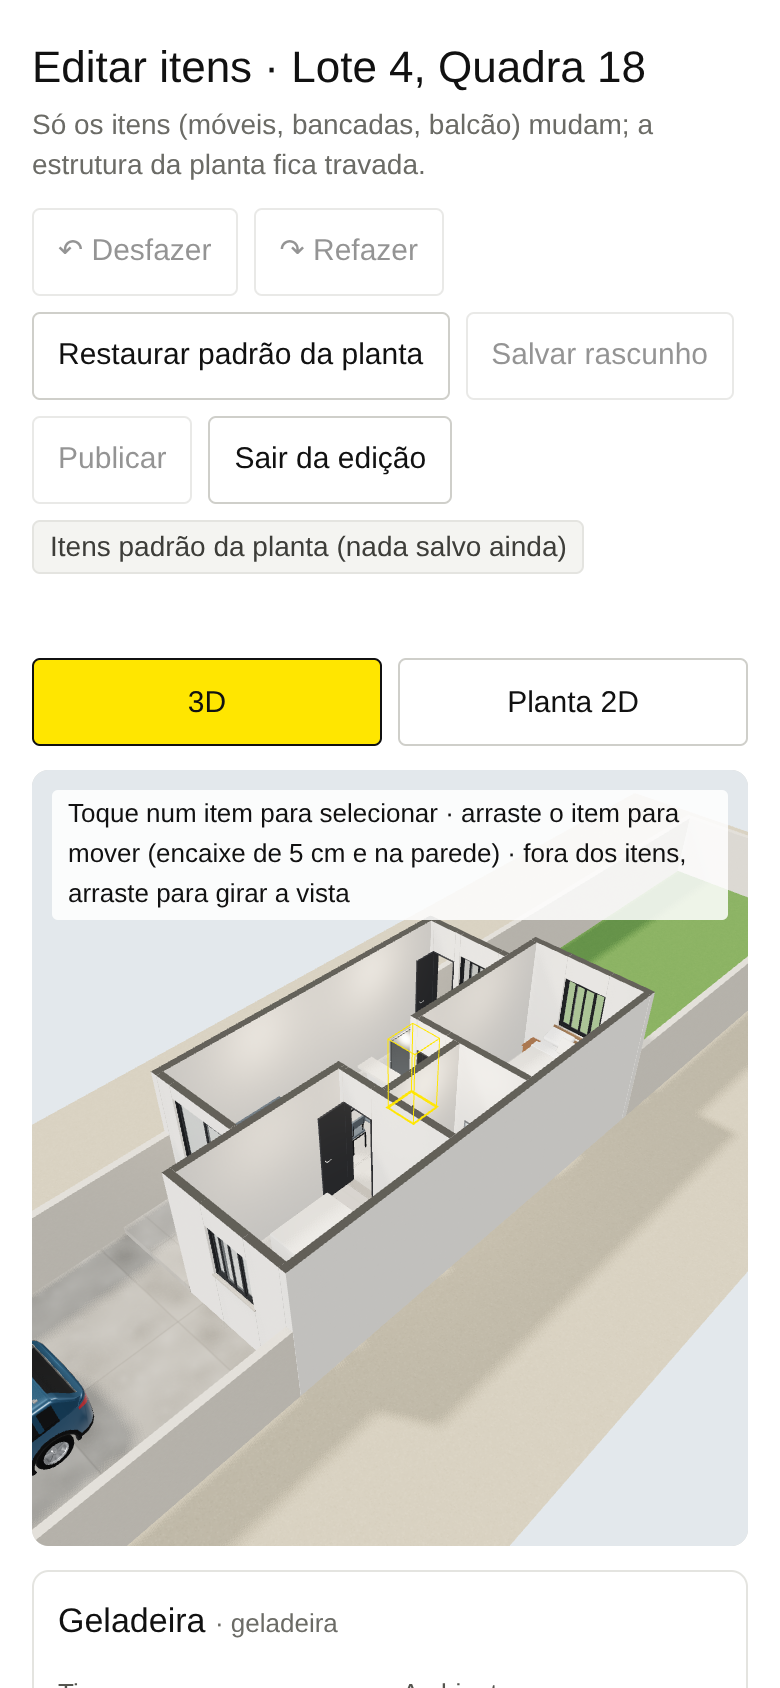 Editar itens · Lote 4, Quadra 18
Só os itens (móveis, bancadas, balcão) mudam; a
estrutura da planta fica travada.
↶ Desfazer
↷ Refazer
Restaurar padrão da planta
Salvar rascunho
Publicar
Sair da edição
Itens padrão da planta (nada salvo ainda)
3D
Planta 2D
Toque num item para selecionar · arraste o item para
mover (encaixe de 5 cm e na parede) · fora dos itens,
arraste para girar a vista
Geladeira · geladeira